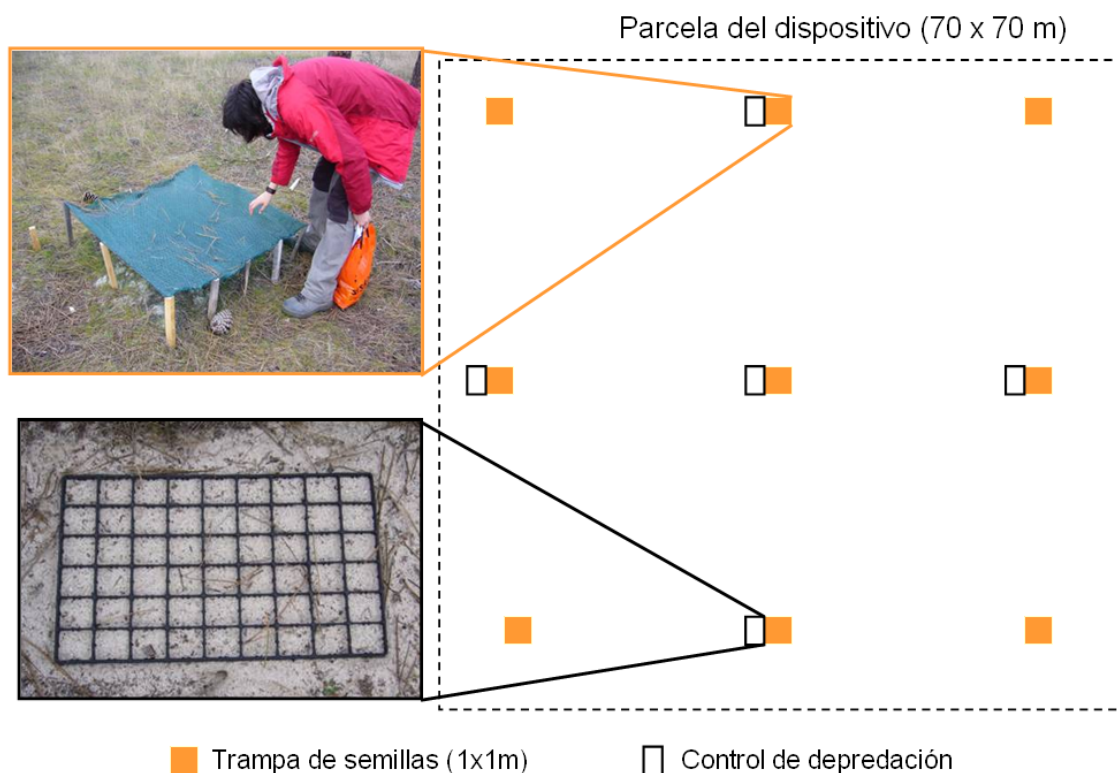 Parcela del dispositivo (70 x 70 m)
Trampa de semillas (1x1m)
Control de depredación